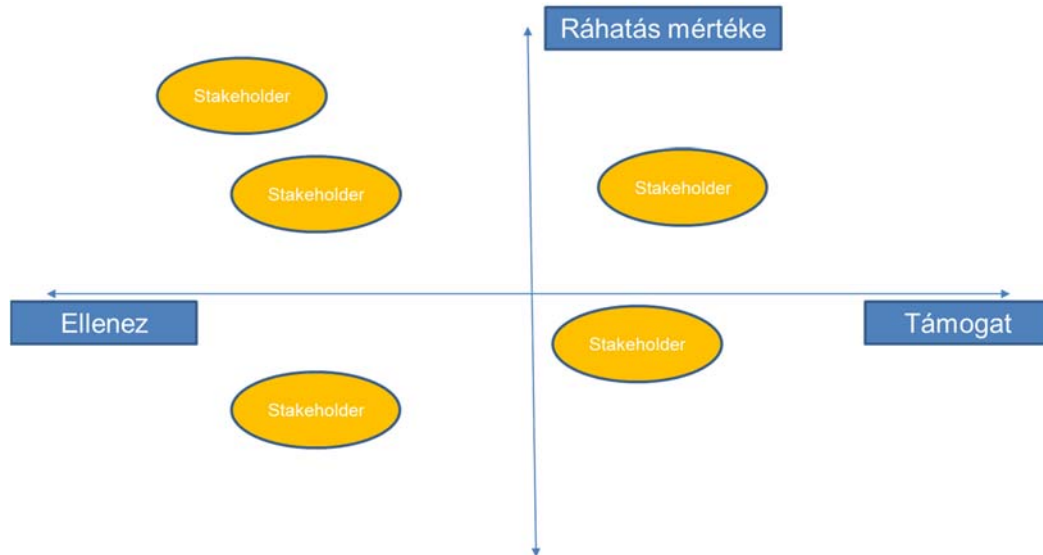 Ráhatás mértéke
Stakeholder
Stakeholder
Stakeholder
Ellenez
Támogat
Stakeholder
Stakeholder